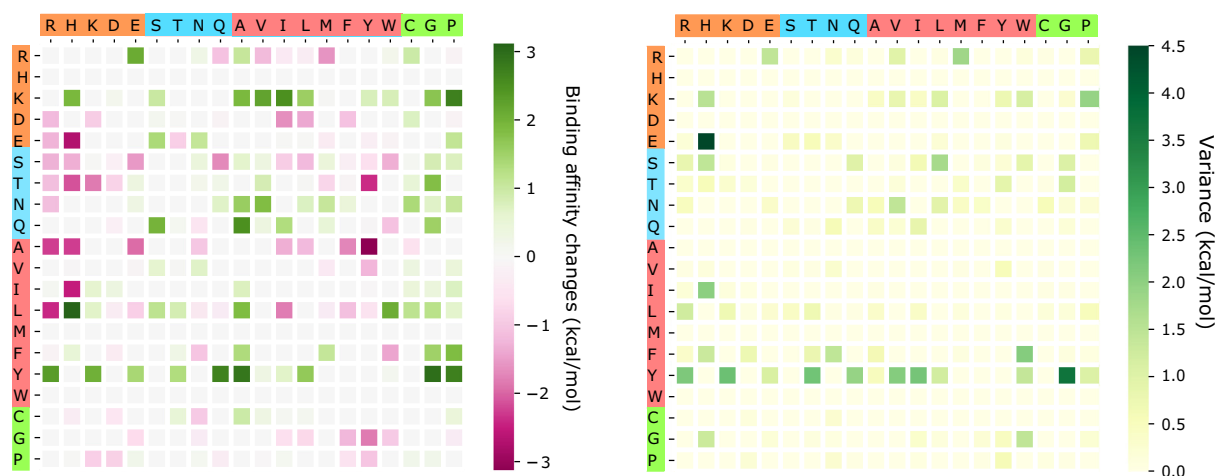 R H K D E S T N Q A V I L M F Y W C G P
R
H
K
D
E
S
T
N
Q
A
V
I
L
M
F
Y
W
C
G
P
3
2
1
0
−1
−2
−3
Binding affinity changes (kcal/mol)
R H K D E S T N Q A V I L M F Y W C G P
R
H
K
D
E
S
T
N
Q
A
V
I
L
M
F
Y
W
C
G
P
4.5
4.0
3.5
3.0
2.5
2.0
1.5
1.0
0.5
0.0
Variance (kcal/mol)